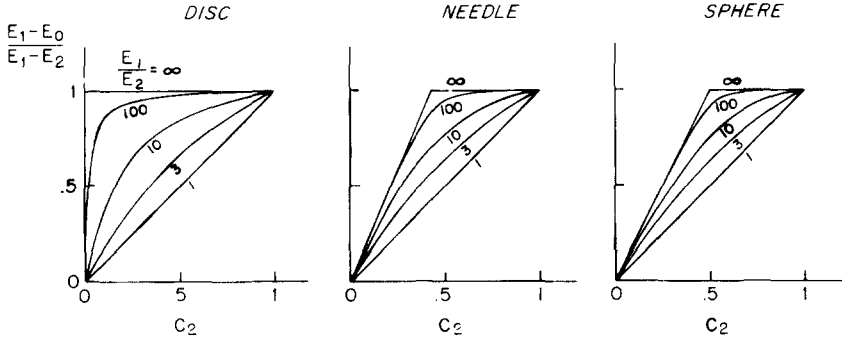 DISC NEEDLE SPHERE
E₁-E₀
E₁-E₂
E₁
E₂ = ∞
∞
∞
1
100
100
100
10
10
10
3
3
3
1
1
1
.5
0
0 5 1
0 .5 1
0 .5 1
C₂ C₂ C₂